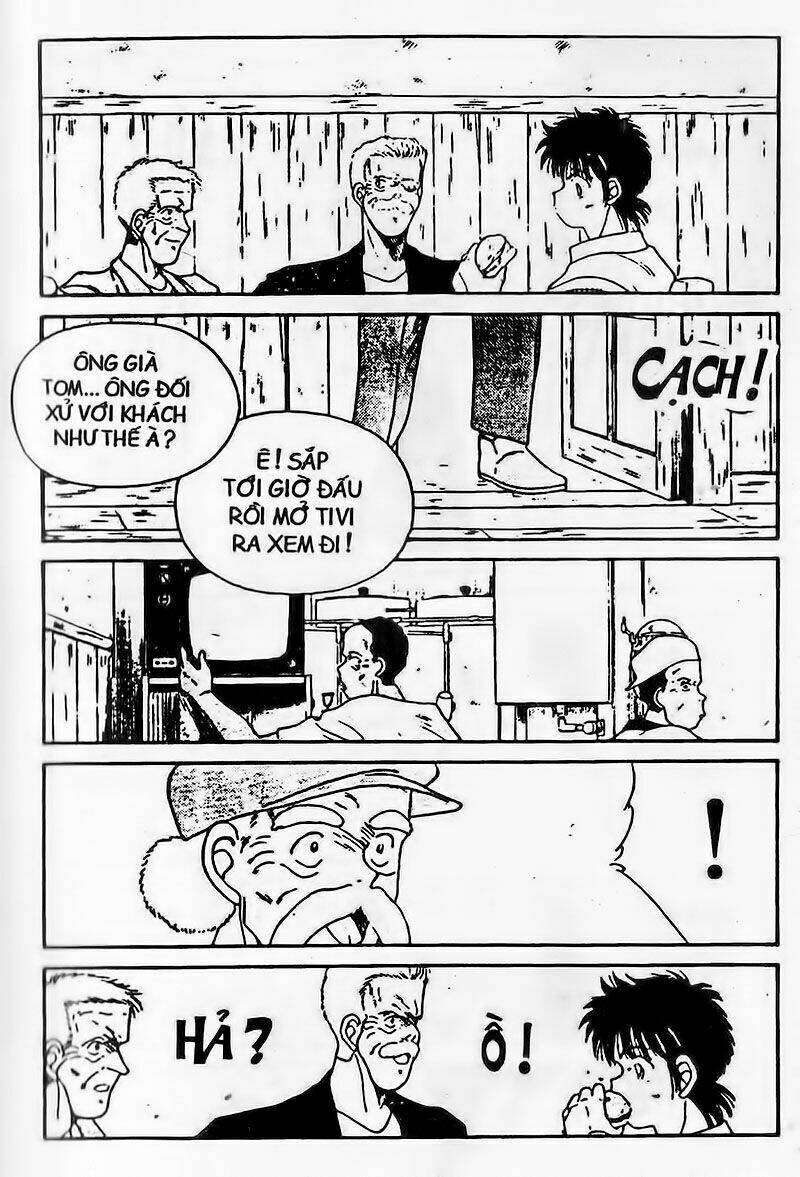 ÔNG GIÀ
TOM... ÔNG ĐỐI
XỬ VỚI KHÁCH
NHƯ THẾ À?
CẠCH!
Ê! SẮP
TỚI GIỜ ĐẤU
RỒI MỞ TIVI
RA XEM ĐI!
!
HẢ?
Ồ!